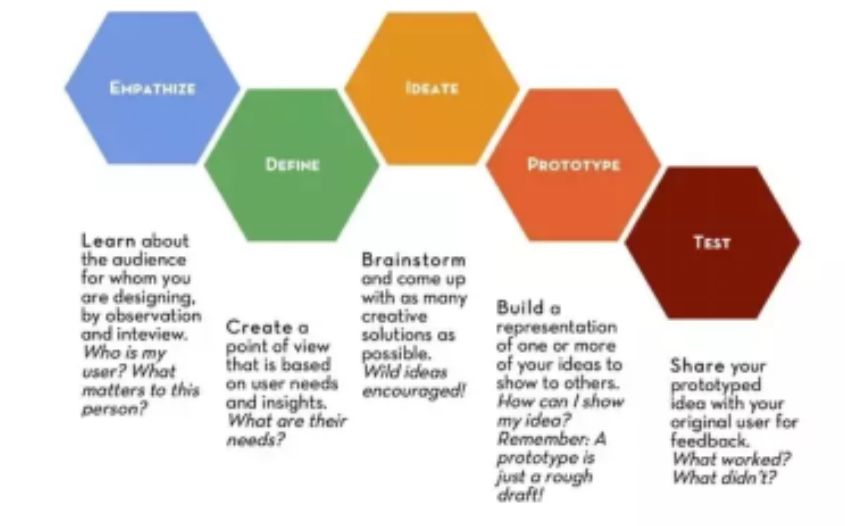 EMPATHIZE
DEFINE
IDEATE
PROTOTYPE
TEST
Learn about
the audience
for whom you
are designing,
by observation
and inteview.
Who is my
user? What
matters to this
person?
Create a
point of view
that is based
on user needs
and insights.
What are their
needs?
Brainstorm
and come up
with as many
creative
solutions as
possible.
Wild ideas
encouraged!
Build a
representation
of one or more
of your ideas to
show to others.
How can I show
my idea?
Remember: A
prototype is
just a rough
draft!
Share your
prototyped
idea with your
original user for
feedback.
What worked?
What didn't?